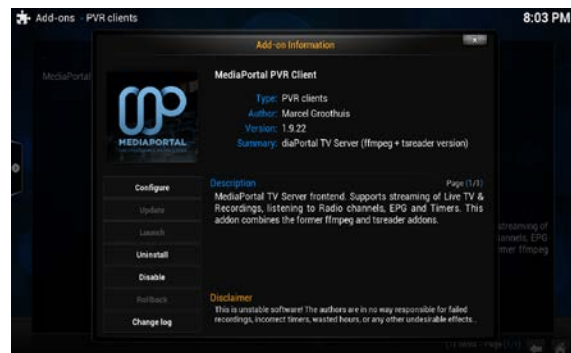 Add-ons - PVR clients
8:03 PM
Add-on Information
MediaPortal
MediaPortal PVR Client
Type: PVR clients
Author: Marcel Groothuis
Version: 1.9.22
Summary: diaPortal TV Server (ffmpeg + tsreader version)
MEDIAPORTAL
Configure
Update
Launch
Uninstall
Disable
Rollback
Change log
Description
Page (1/1)
MediaPortal TV Server frontend. Supports streaming of Live TV &
Recordings, listening to Radio channels, EPG and Timers. This
addon combines the former ffmpeg and tsreader addons.
streaming of
channels, EPG
ffmpeg
Disclaimer
This is unstable software! The authors are in no way responsible for failed
recordings, incorrect timers, wasted hours, or any other undesirable effects..
Page (1/1)